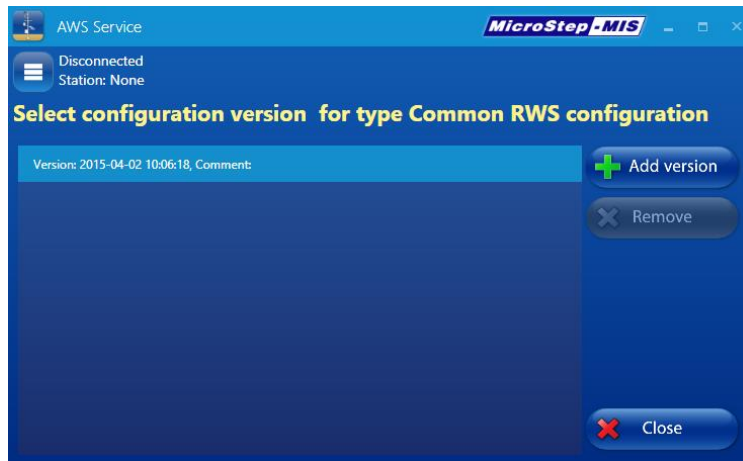 AWS Service
MicroStep-MIS
Disconnected
Station: None
Select configuration version  for type Common RWS configuration
Version: 2015-04-02 10:06:18, Comment:
Add version
Remove
Close